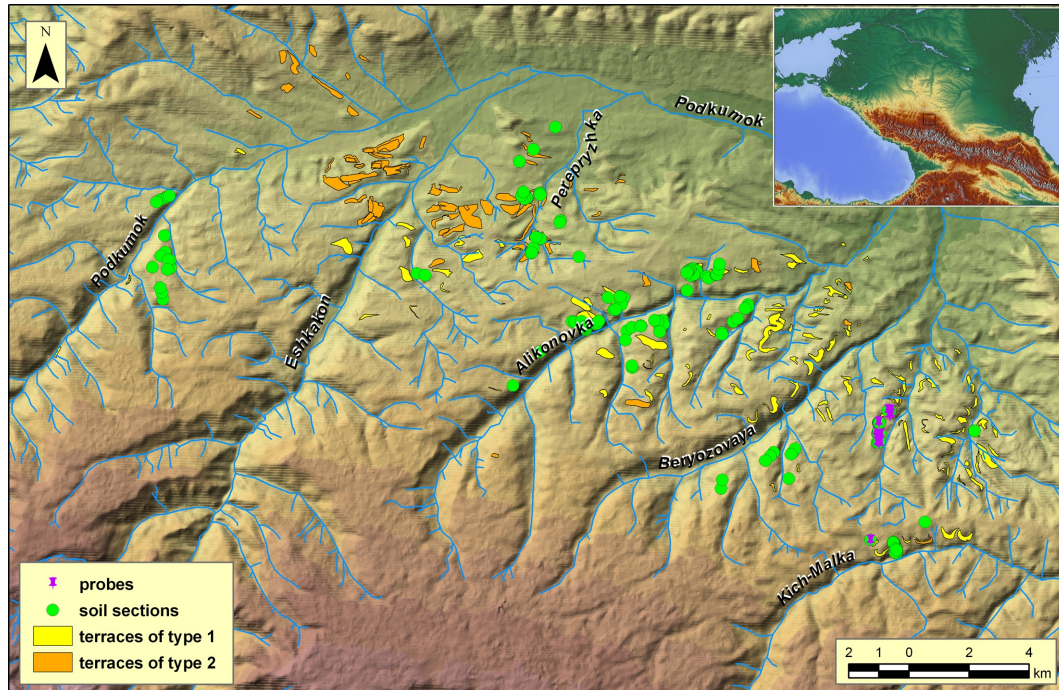 N
Podkumok
Perepryzhka
Podkumok
Eshkakon
Alikonovka
Beryozovaya
Kich-Malka
probes
soil sections
terraces of type 1
terraces of type 2
2 1 0 2 4
km